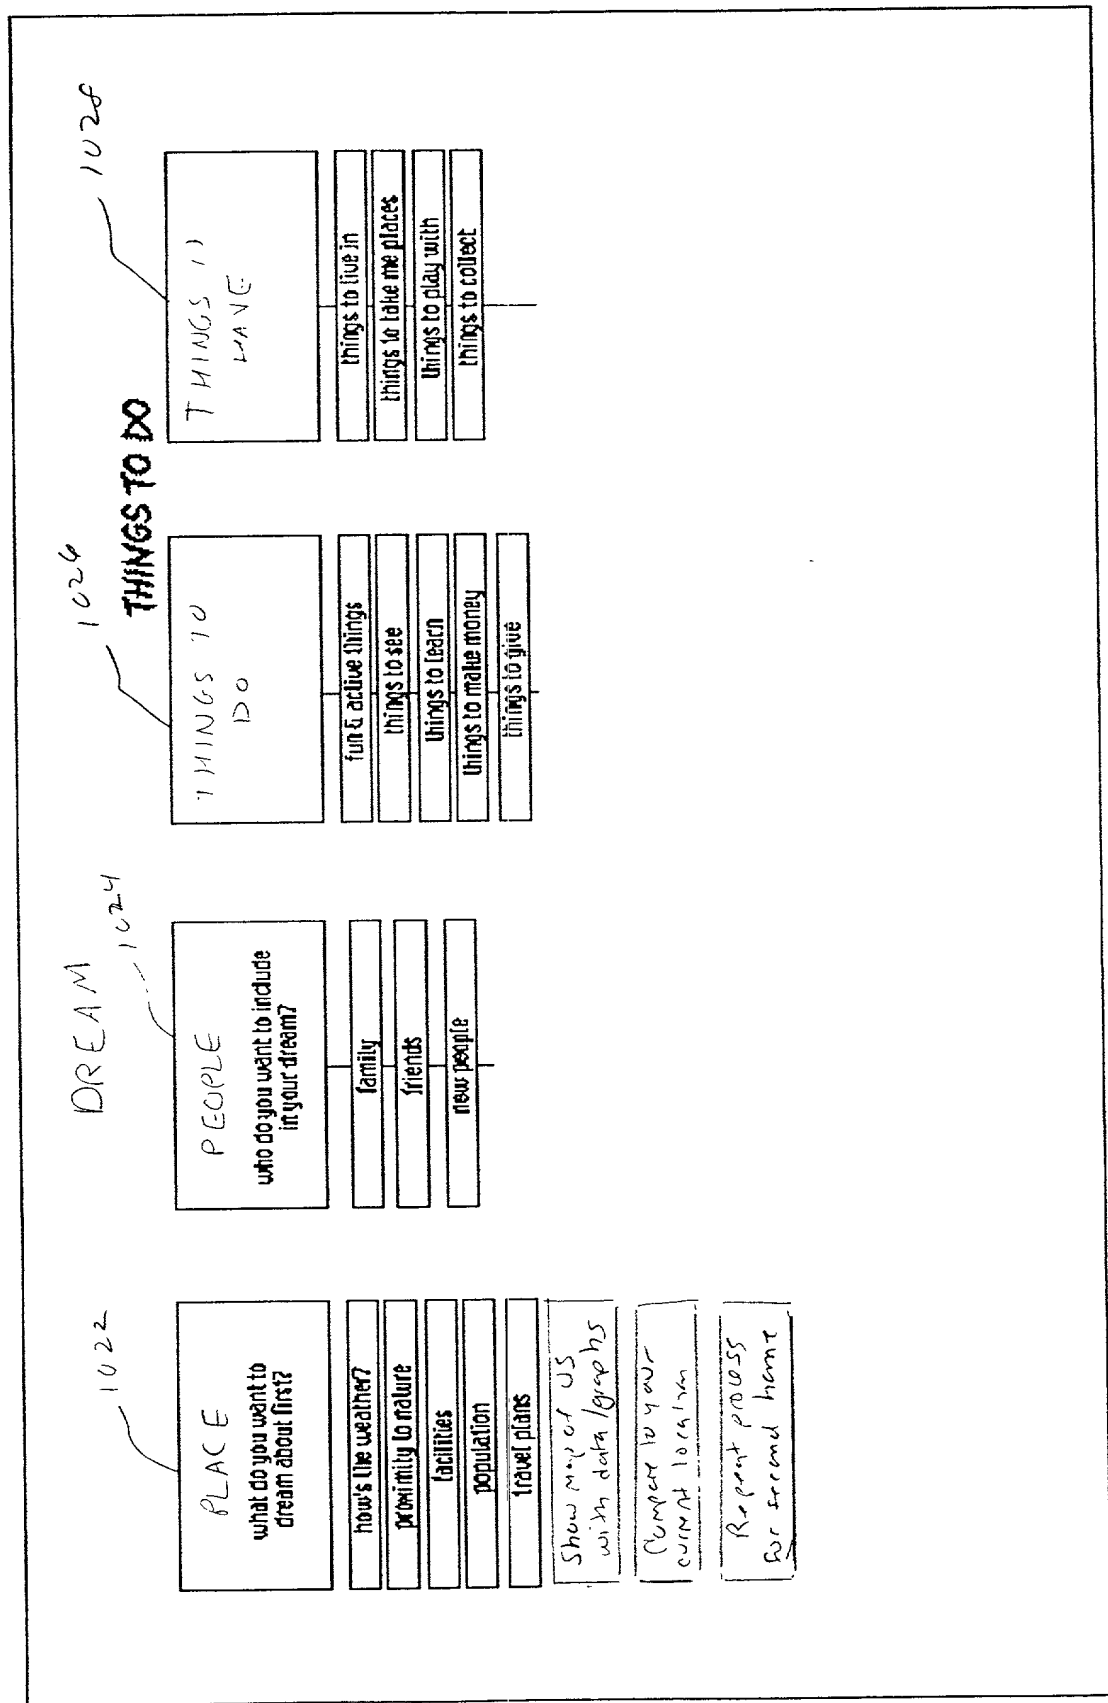 DREAM
1022
PLACE
what do you want to
dream about first?
how's the weather?
proximity to nature
facilities
population
travel plans
Show map of US
with data/graphs
Compare to your
current location
Repeat process
for second home
1024
PEOPLE
who do you want to include
in your dream?
family
friends
new people
1026
THINGS TO DO
THINGS TO
DO
fun & active things
things to see
things to learn
things to make money
things to give
1028
THINGS
HAVE
things to live in
things to take me places
things to play with
things to collect